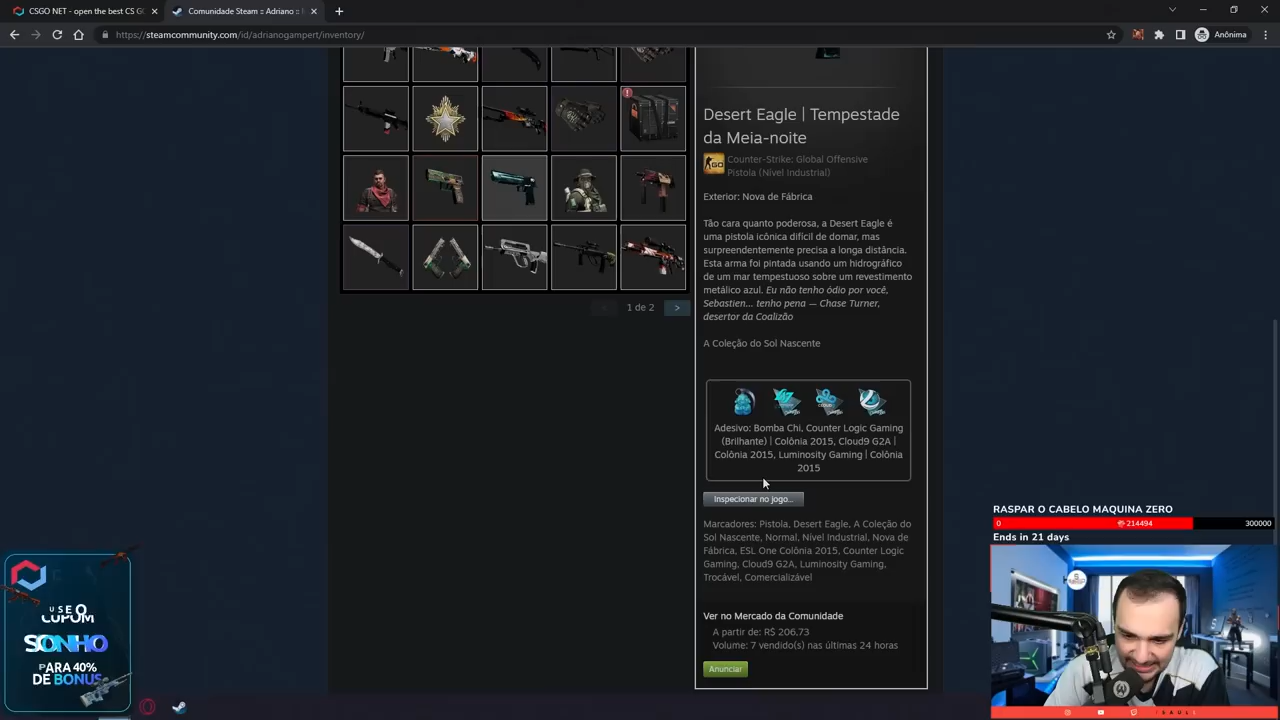 CSGO NET - open the best CS G
Comunidade Steam :: Adriano ::
Anônima
https://steamcommunity.com/id/adrianogampert/inventory/
Desert Eagle | Tempestade
da Meia-noite
Counter-Strike: Global Offensive
Pistola (Nível Industrial)
Exterior: Nova de Fábrica
Tão cara quanto poderosa, a Desert Eagle é
uma pistola icônica difícil de domar, mas
surpreendentemente precisa a longa distância.
Esta arma foi pintada usando um hidrográfico
de um mar tempestuoso sobre um revestimento
metálico azul. Eu não tenho ódio por você,
Sebastien... tenho pena — Chase Turner,
desertor da Coalizão
1 de 2
>
A Coleção do Sol Nascente
Adesivo: Bomba Chi, Counter Logic Gaming
(Brilhante) | Colônia 2015, Cloud9 G2A |
Colônia 2015, Luminosity Gaming | Colônia
2015
Inspecionar no jogo...
Marcadores: Pistola, Desert Eagle, A Coleção do
Sol Nascente, Normal, Nível Industrial, Nova de
Fábrica, ESL One Colônia 2015, Counter Logic
Gaming, Cloud9 G2A, Luminosity Gaming,
Trocável, Comercializável
Ver no Mercado da Comunidade
A partir de: R$ 206,73
Volume: 7 vendido(s) nas últimas 24 horas
Anunciar
RASPAR O CABELO MAQUINA ZERO
0 214494 300000
Ends in 21 days
USE O
CUPOM
SONHO
PARA 40%
DE BONUS